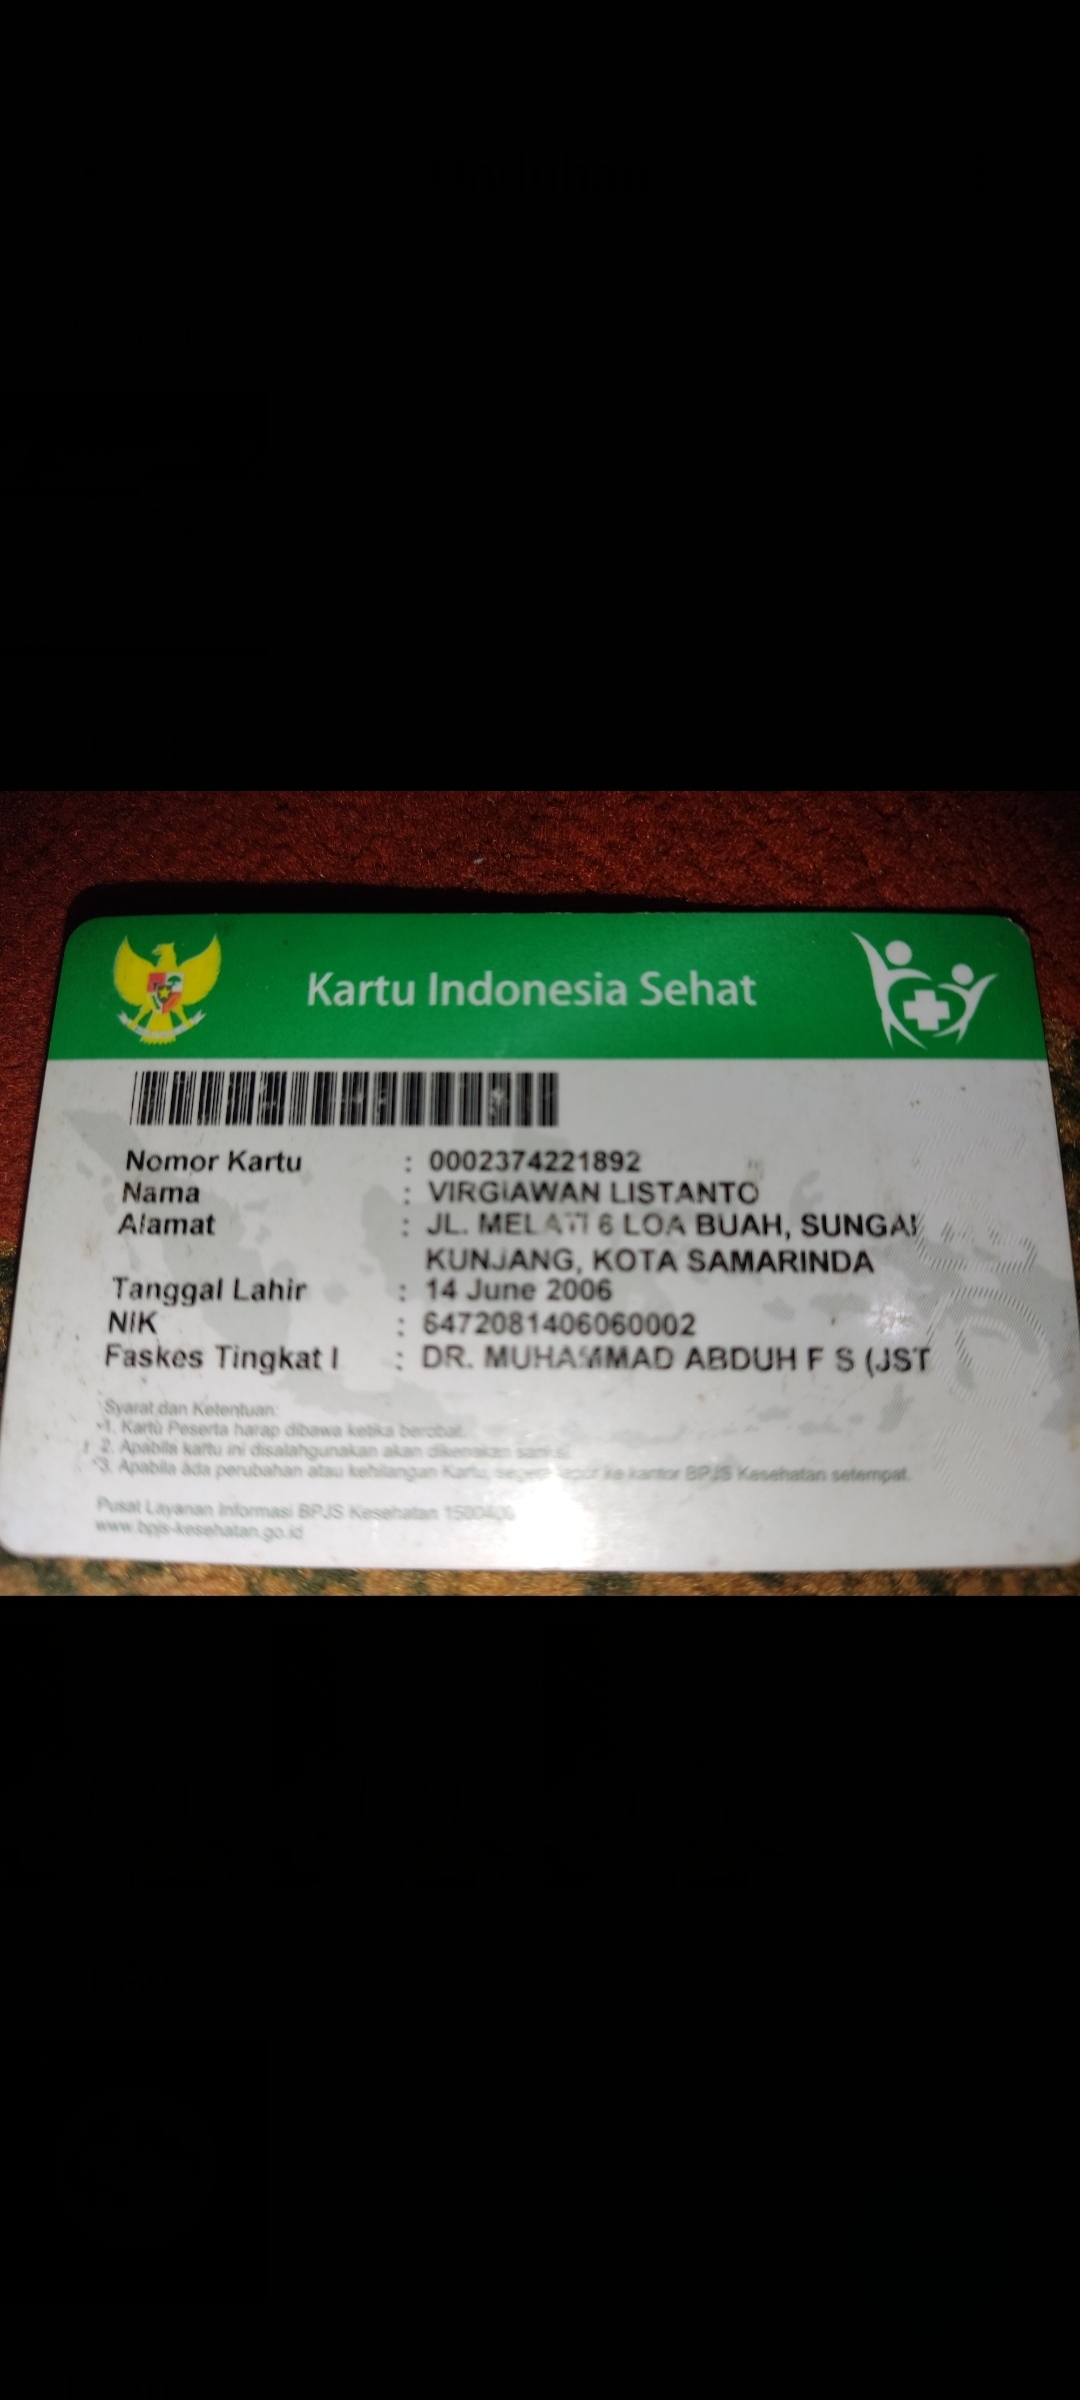 Kartu Indonesia Sehat
Nomor Kartu : 0002374221892
Nama : VIRGIAWAN LISTANTO
Alamat : JL. MELATI 6 LOA BUAH, SUNGAI
KUNJANG, KOTA SAMARINDA
Tanggal Lahir : 14 June 2006
NIK : 6472081406060002
Faskes Tingkat I : DR. MUHAMMAD ABDUH F S (JST
Syarat dan Ketentuan:
1. Kartu Peserta harap dibawa ketika berobat.
2. Apabila kartu ini disalahgunakan akan dikenakan sanksi.
3. Apabila ada perubahan atau kehilangan Kartu, segera lapor ke kantor BPJS Kesehatan setempat.
Pusat Layanan Informasi BPJS Kesehatan 1500400
www.bpjs-kesehatan.go.id